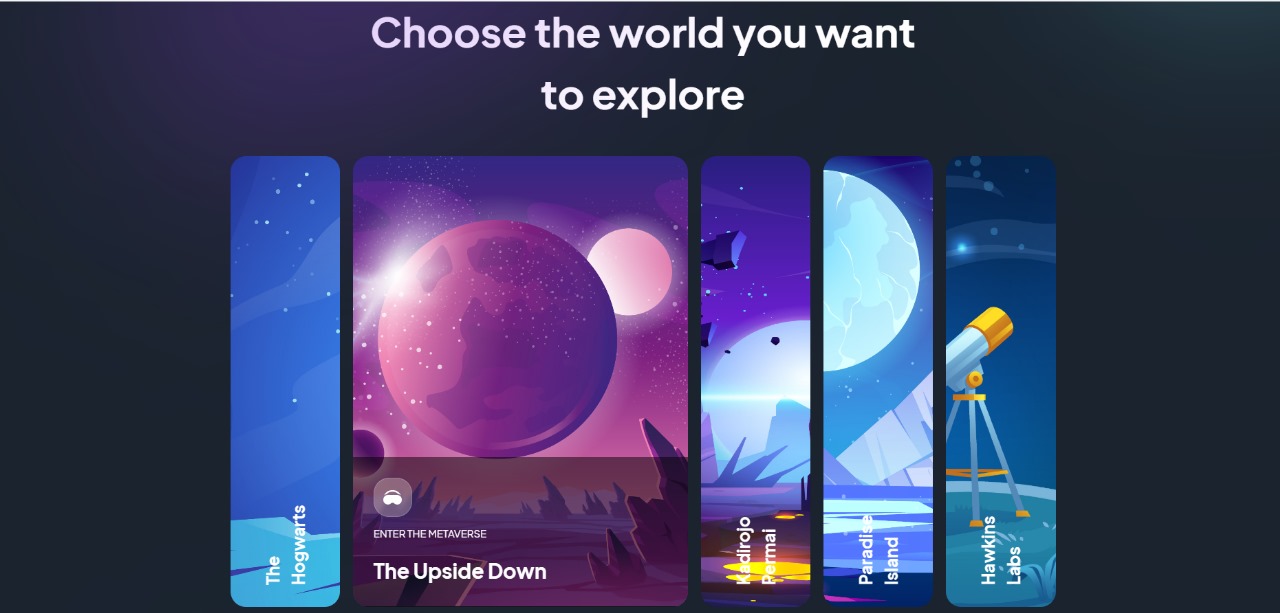 Choose the world you want
to explore
The
Hogwarts
ENTER THE METAVERSE
The Upside Down
Kadirojo
Permai
Paradise
Island
Hawkins
Labs